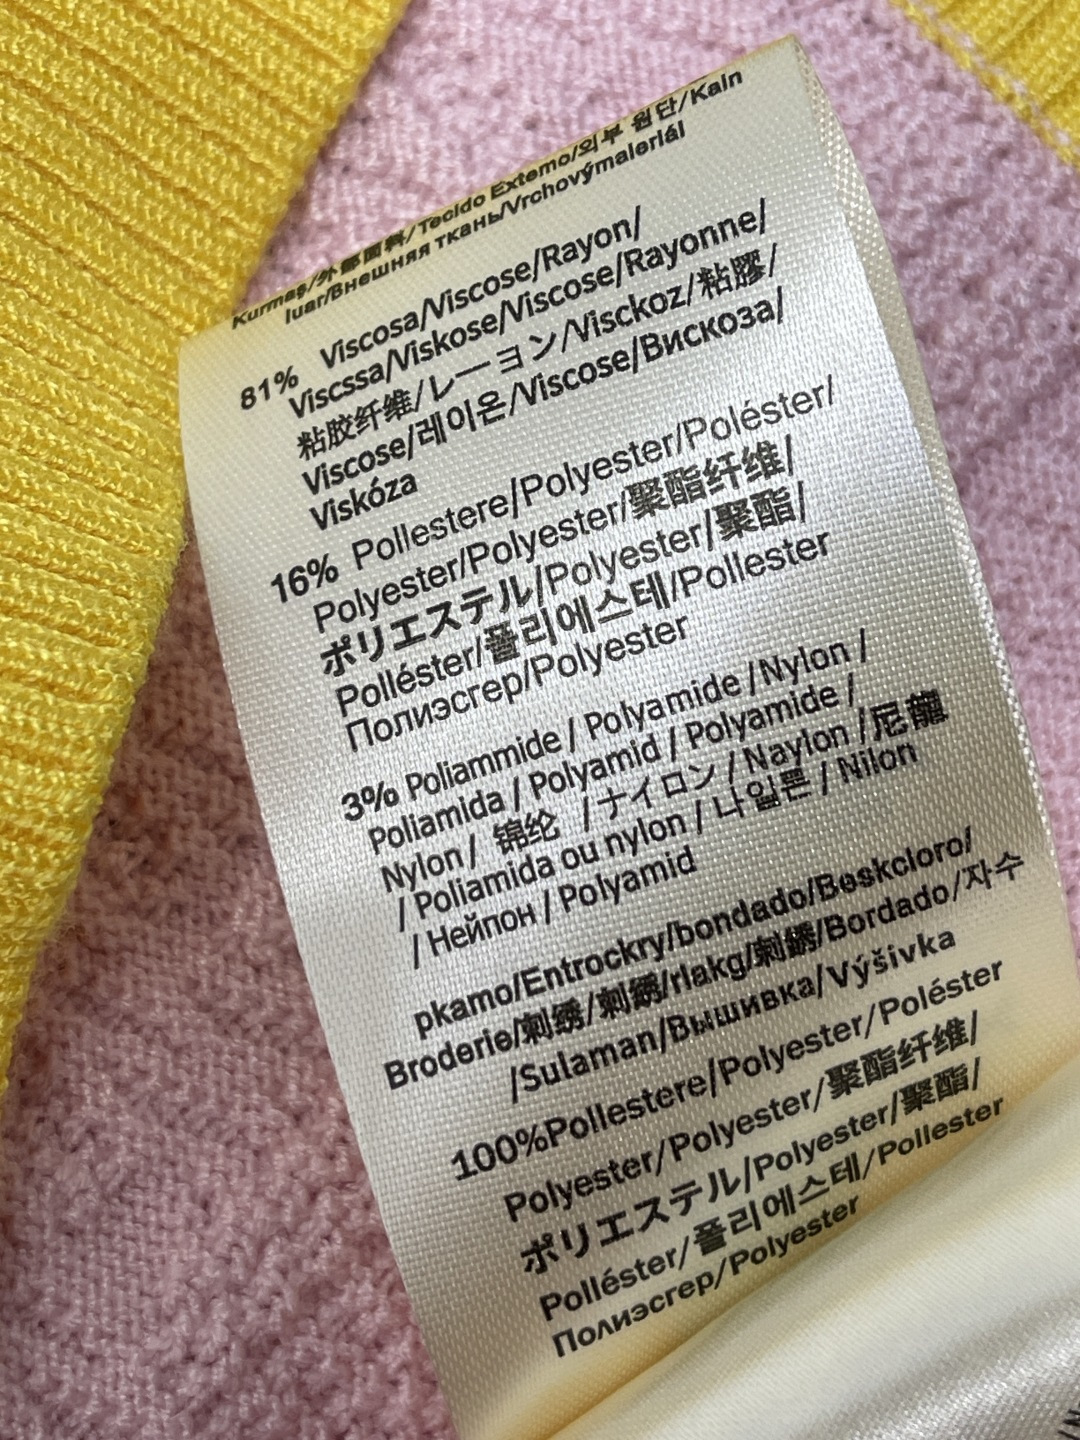 Kurmaş/外部面料/Tecido Extemo/외부 원단/Kain
luar/Внешняя ткань/Vrchovýmaleriál
81% Viscosa/Viscose/Rayon/
Viscssa/Viskose/Viscose/Rayonne/
粘胶纤维/レーヨン/Visckoz/粘膠/
Viscose/레이온/Viscose/Вискоза/
Viskóza
16% Pollestere/Polyester/Poléster/
Polyester/Polyester/聚酯纤维/
ポリエステル/Polyester/聚酯/
Polléster/폴리에스테/Pollester
Полиэсгер/Polyester
3% Poliammide / Polyamide / Nylon /
Poliamida / Polyamid / Polyamide /
Nylon / 锦纶 / ナイロン / Naylon / 尼龍
/ Poliamida ou nylon / 나일론 / Nilon
/ Нейпон / Polyamid
pkamo/Entrockry/bondado/Beskcloro/
Broderie/刺绣/刺绣/rlakg/刺繡/Bordado/자수
/Sulaman/Вышивка/Výšivka
100%Pollestere/Polyester/Poléster
Polyester/Polyester/聚酯纤维/
ポリエステル/Polyester/聚酯/
Polléster/폴리에스테/Pollester
Полиэсгер/Polyester